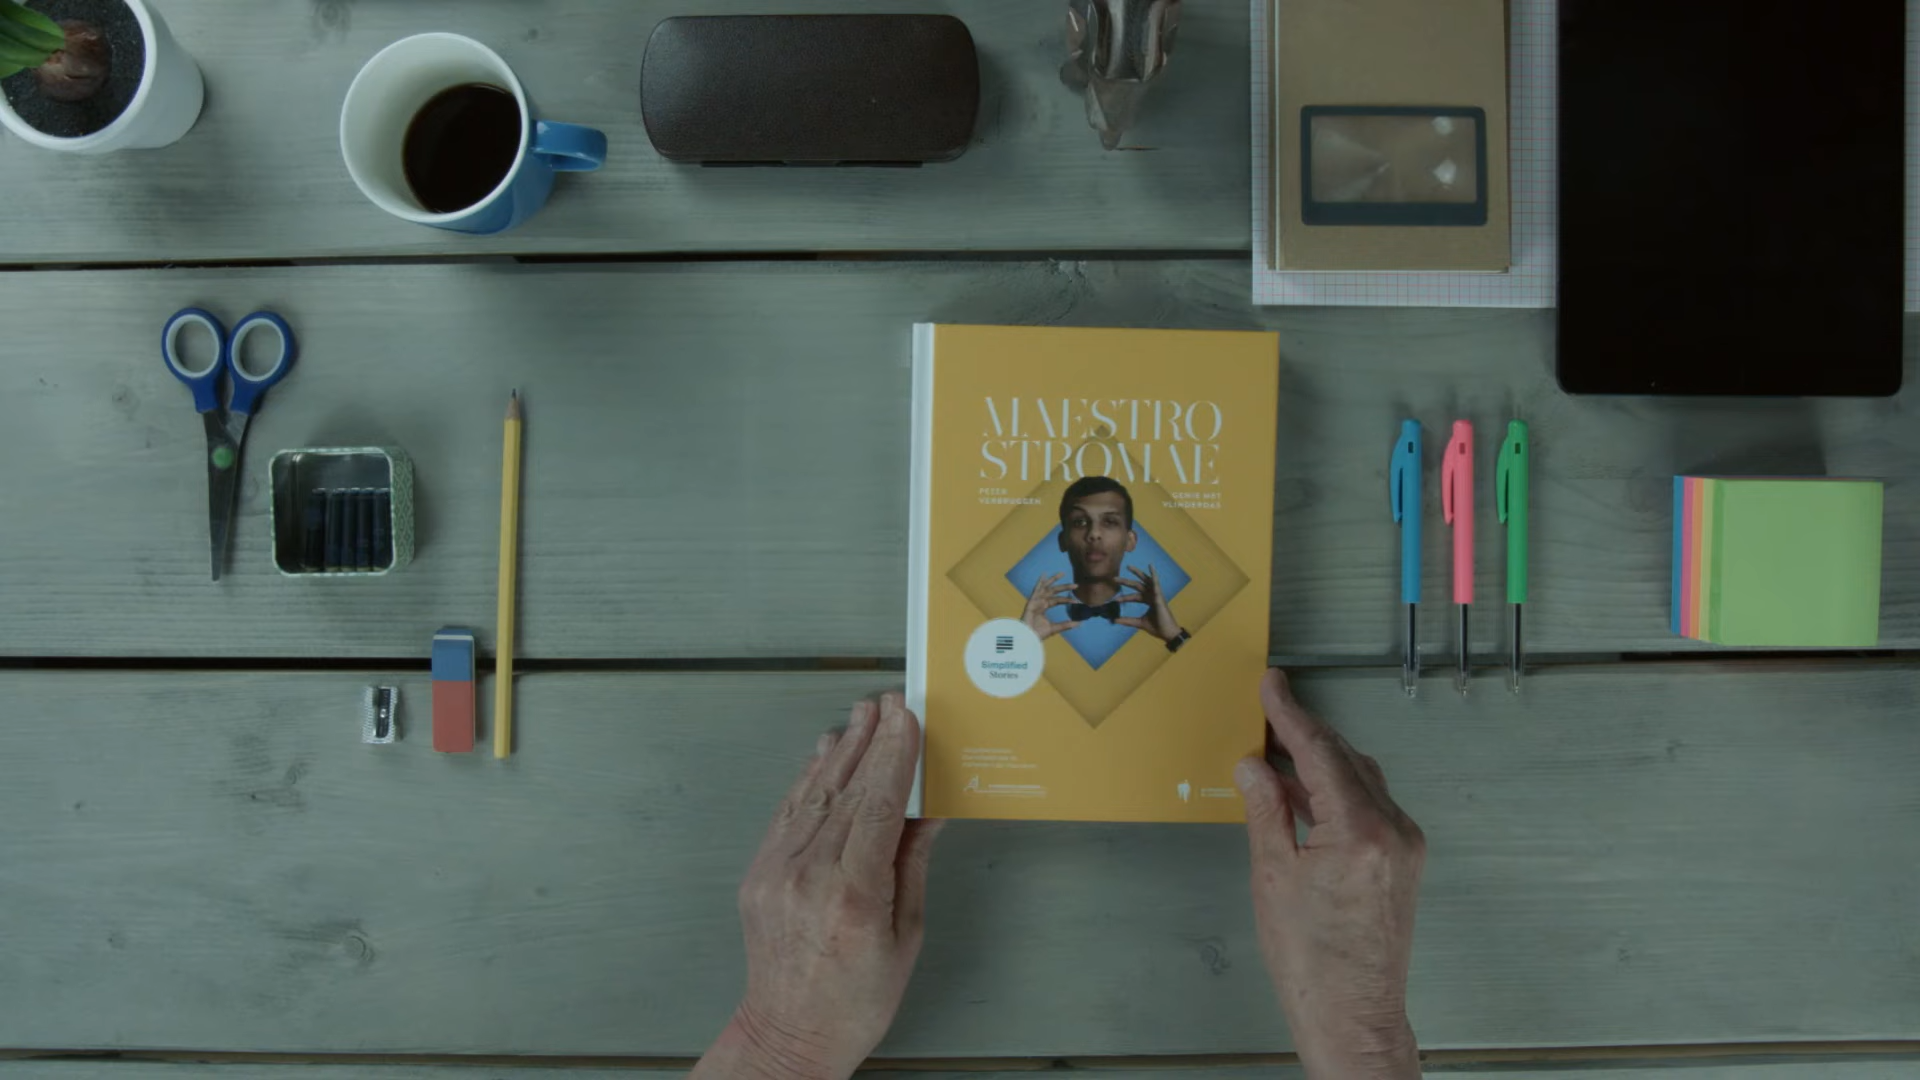 MAESTRO
STROMAE
PETER
VERBRUGGEN
GENIE MET
VLINDERDAS
Simplified
Stories